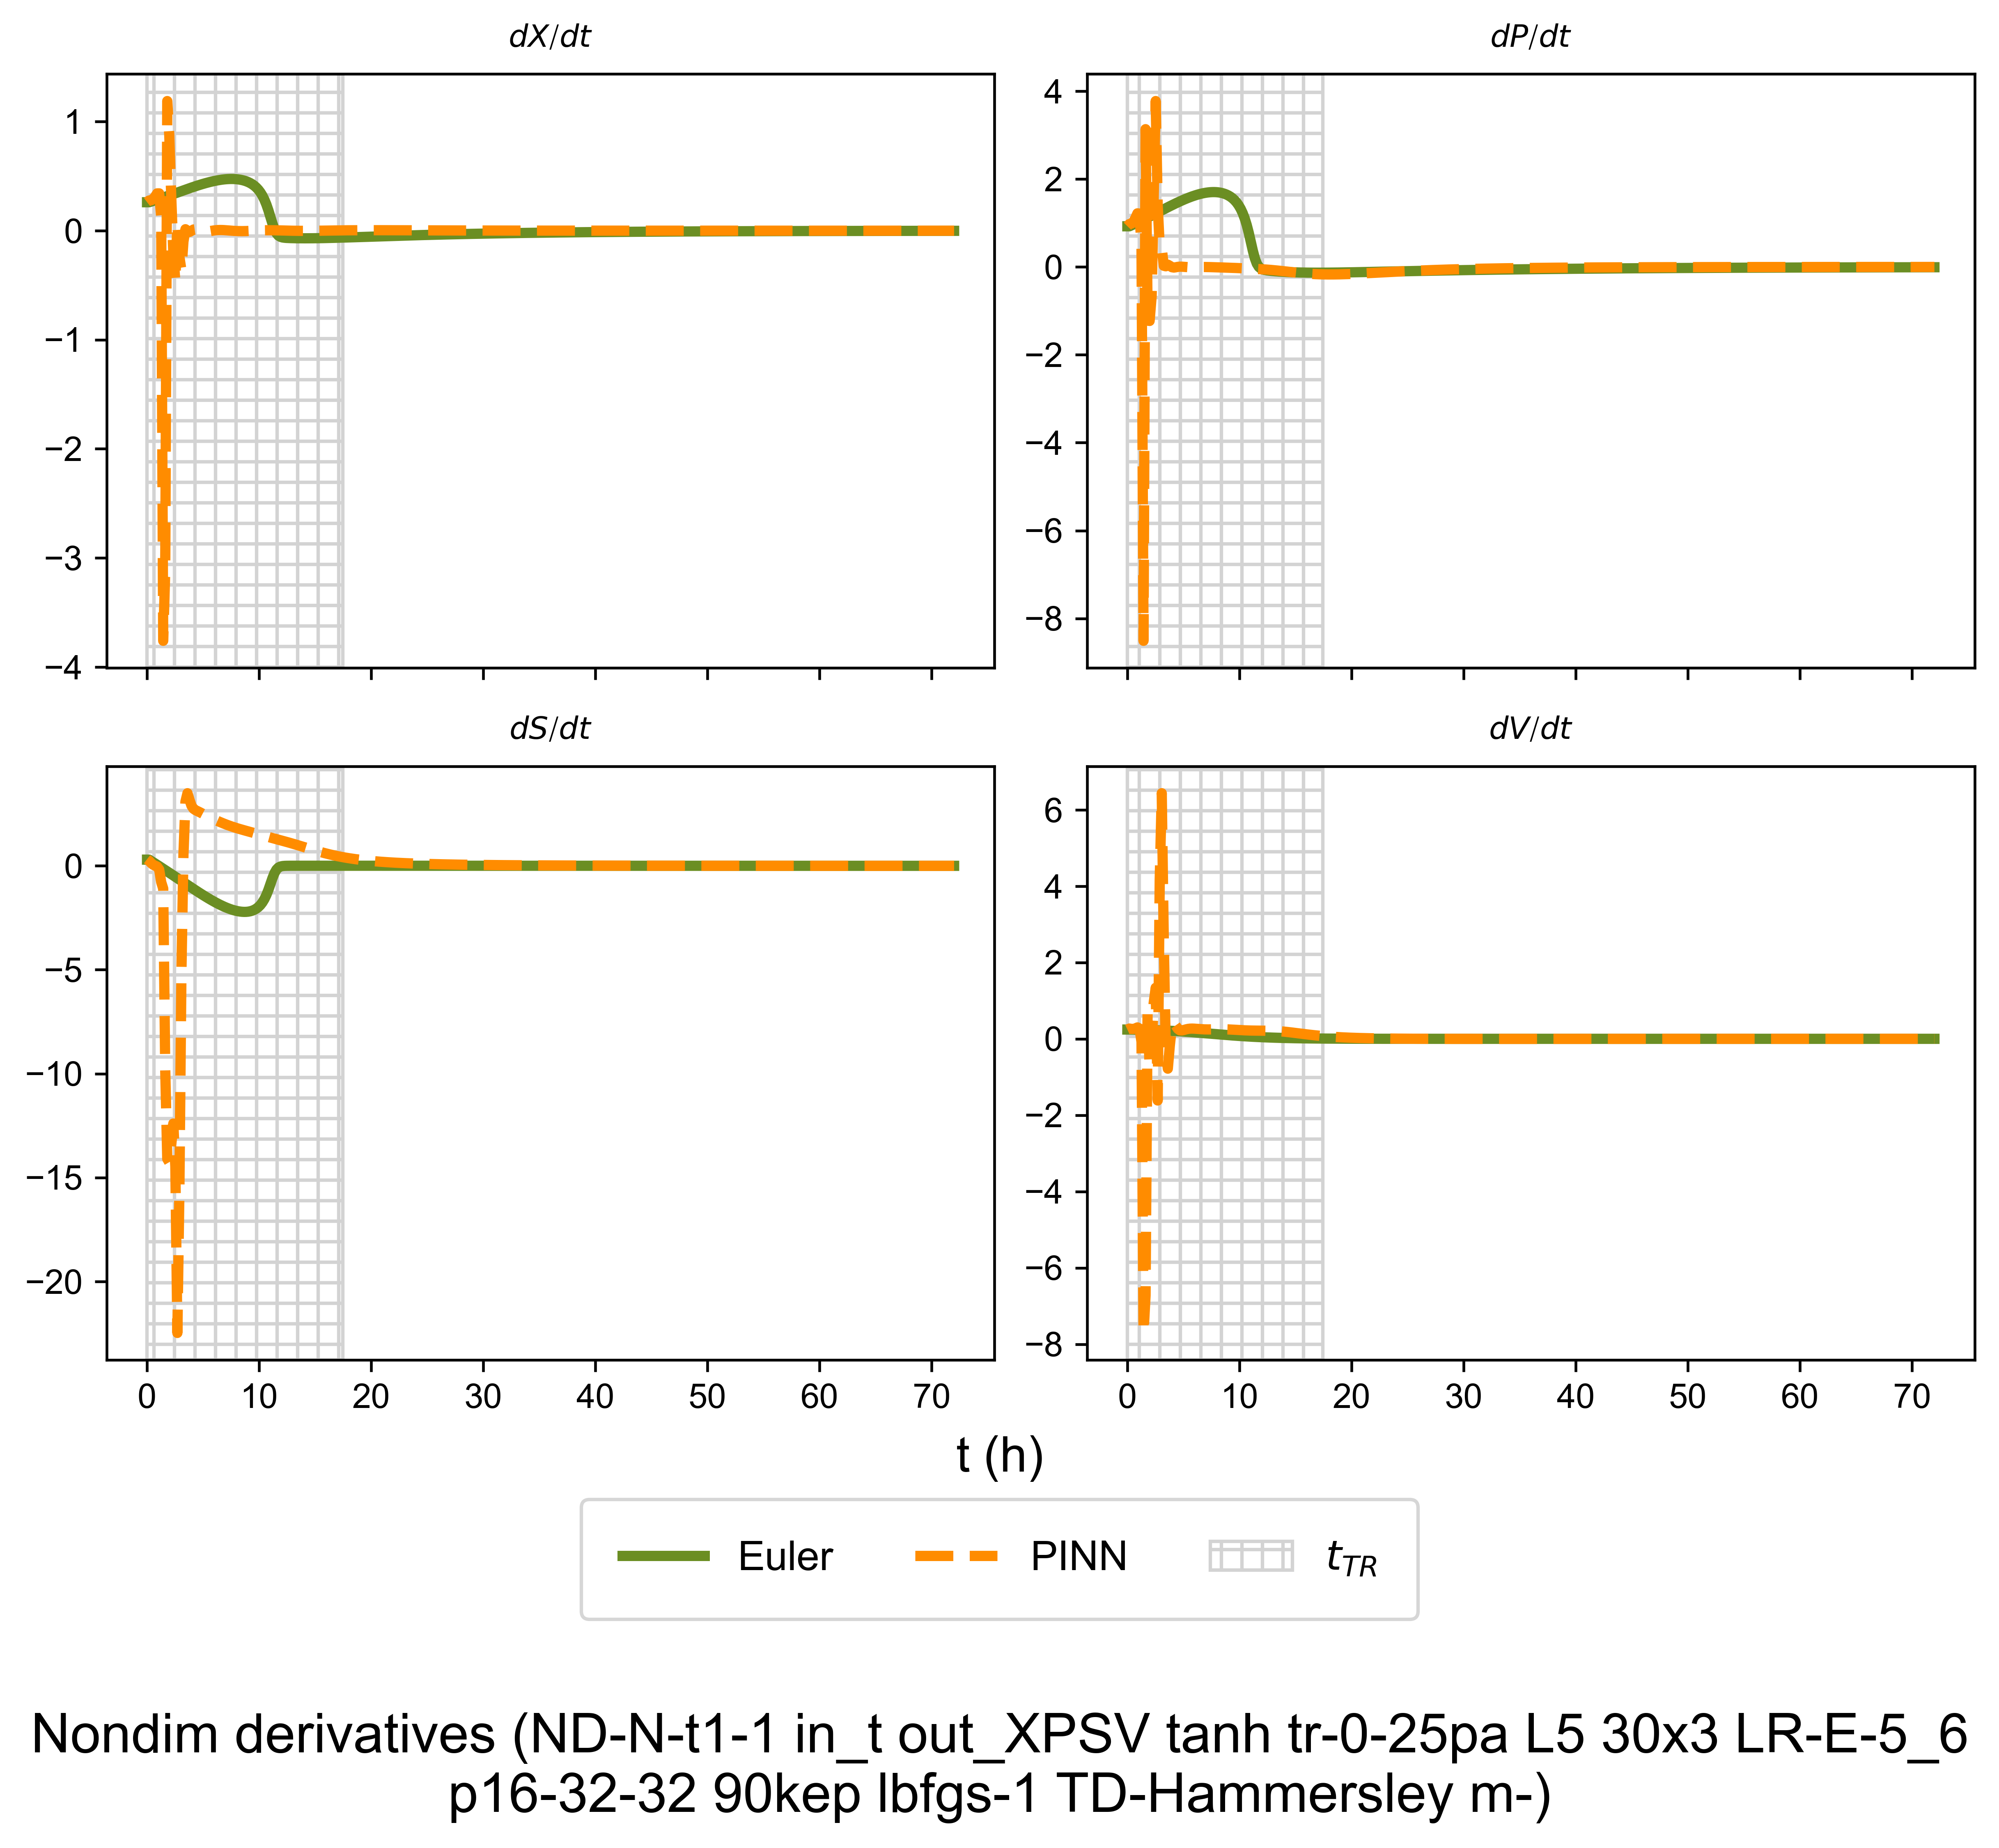 dX/dt
dP/dt
1
0
−1
−2
−3
−4
4
2
0
−2
−4
−6
−8
dS/dt
dV/dt
0
−5
−10
−15
−20
6
4
2
0
−2
−4
−6
−8
0 10 20 30 40 50 60 70
0 10 20 30 40 50 60 70
t (h)
Euler
PINN
t_{TR}
Nondim derivatives (ND-N-t1-1 in_t out_XPSV tanh tr-0-25pa L5 30x3 LR-E-5_6
p16-32-32 90kep lbfgs-1 TD-Hammersley m-)